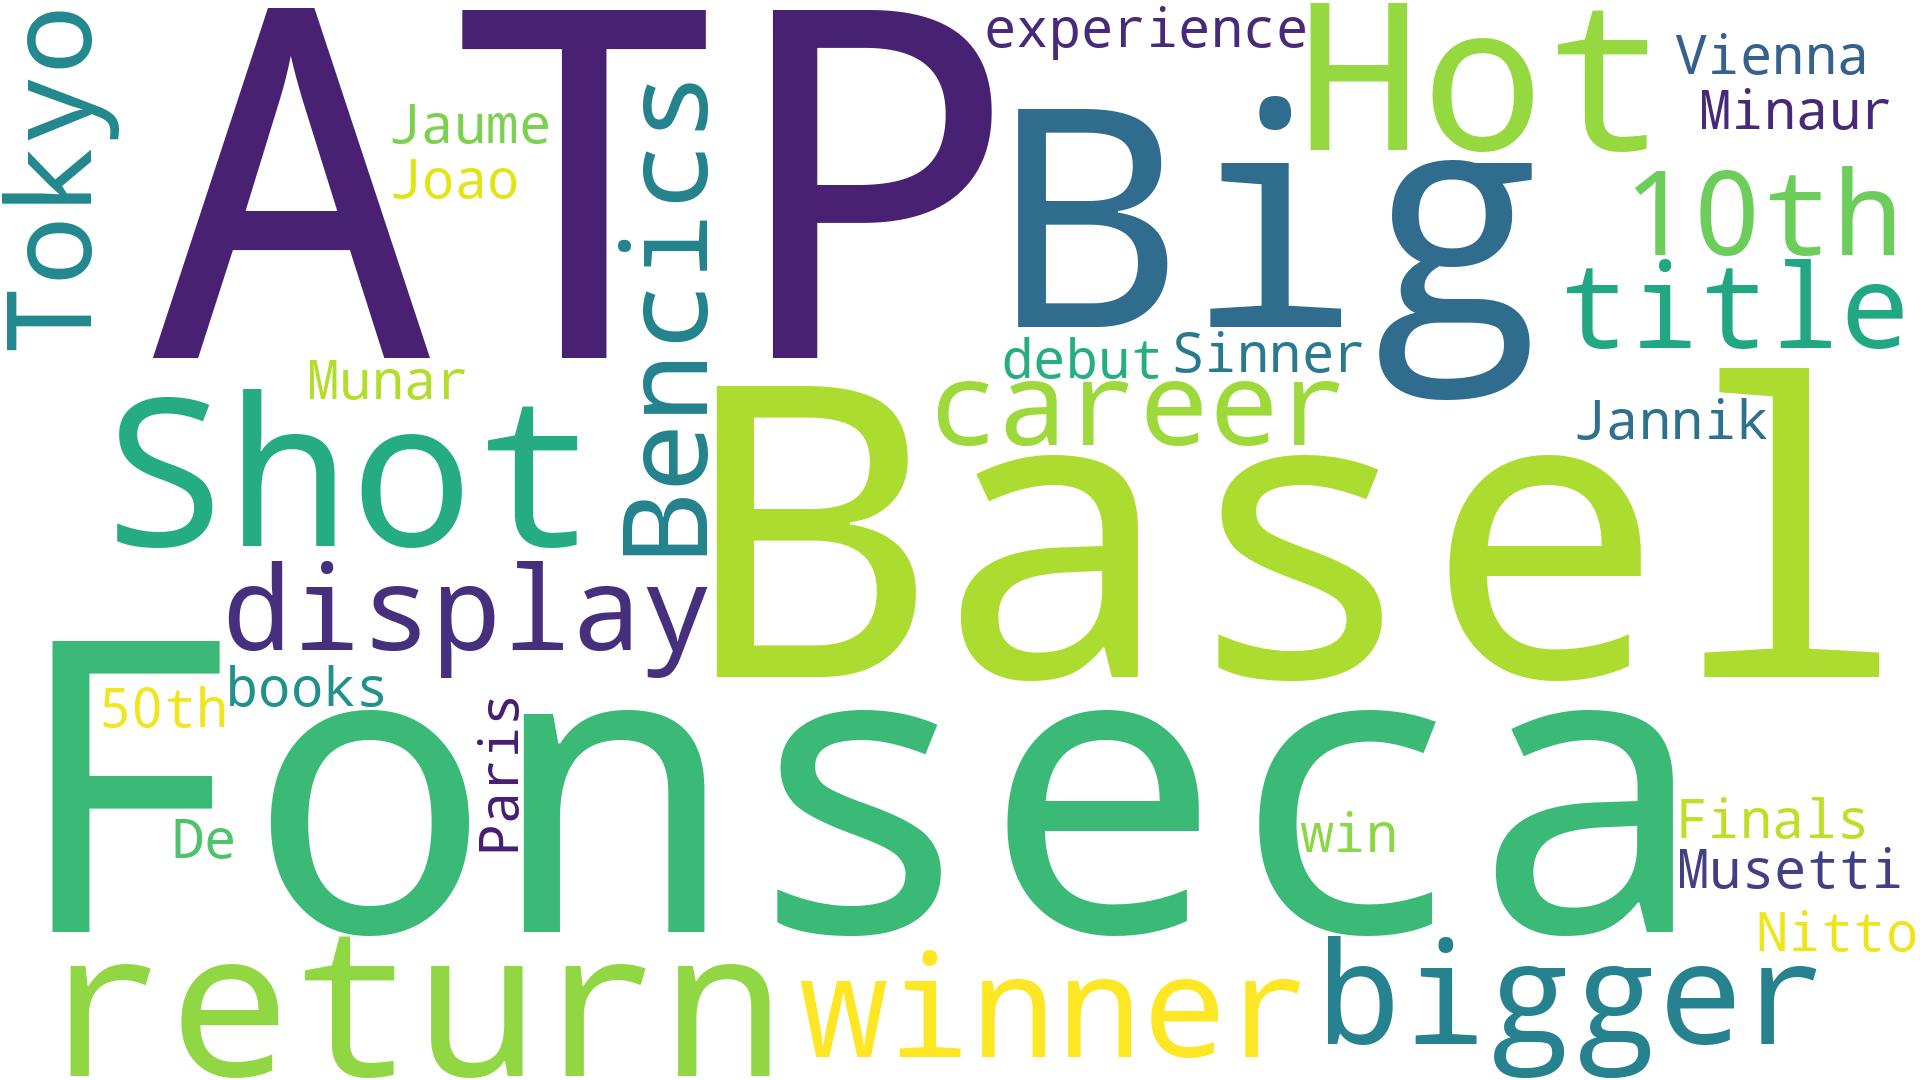 Tokyo
ATP
experience
Hot
Vienna
Minaur
Jaume
Joao
Bencics
Big
10th
title
debut
Sinner
Munar
Shot
career
Jannik
Basel
display
books
50th
Fonseca
Paris
De
win
Finals
Musetti
Nitto
return
winner
bigger